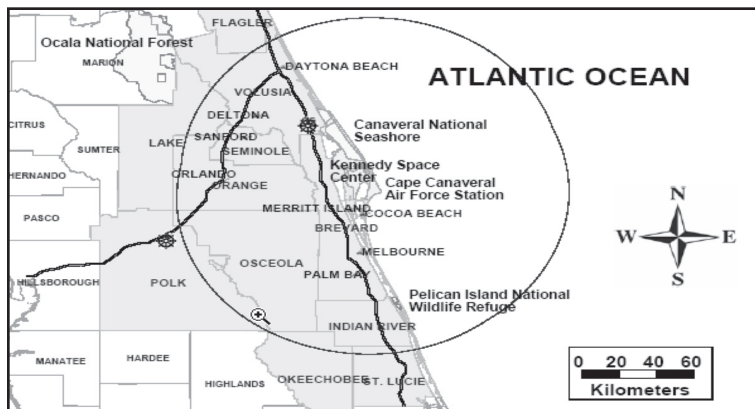 FLAGLER
Ocala National Forest
MARION
DAYTONA BEACH
ATLANTIC OCEAN
VOLUSIA
DELTONA
Canaveral National
Seashore
CITRUS
SUMTER
LAKE
SANFORD
SEMINOLE
HERNANDO
ORLANDO
ORANGE
Kennedy Space
Center
Cape Canaveral
Air Force Station
PASCO
MERRITT ISLAND
COCOA BEACH
BREVARD
N
W
E
S
MELBOURNE
OSCEOLA
HILLSBOROUGH
POLK
PALM BAY
Pelican Island National
Wildlife Refuge
INDIAN RIVER
MANATEE
HARDEE
HIGHLANDS
OKEECHOBEE
ST. LUCIE
0 20 40 60
Kilometers